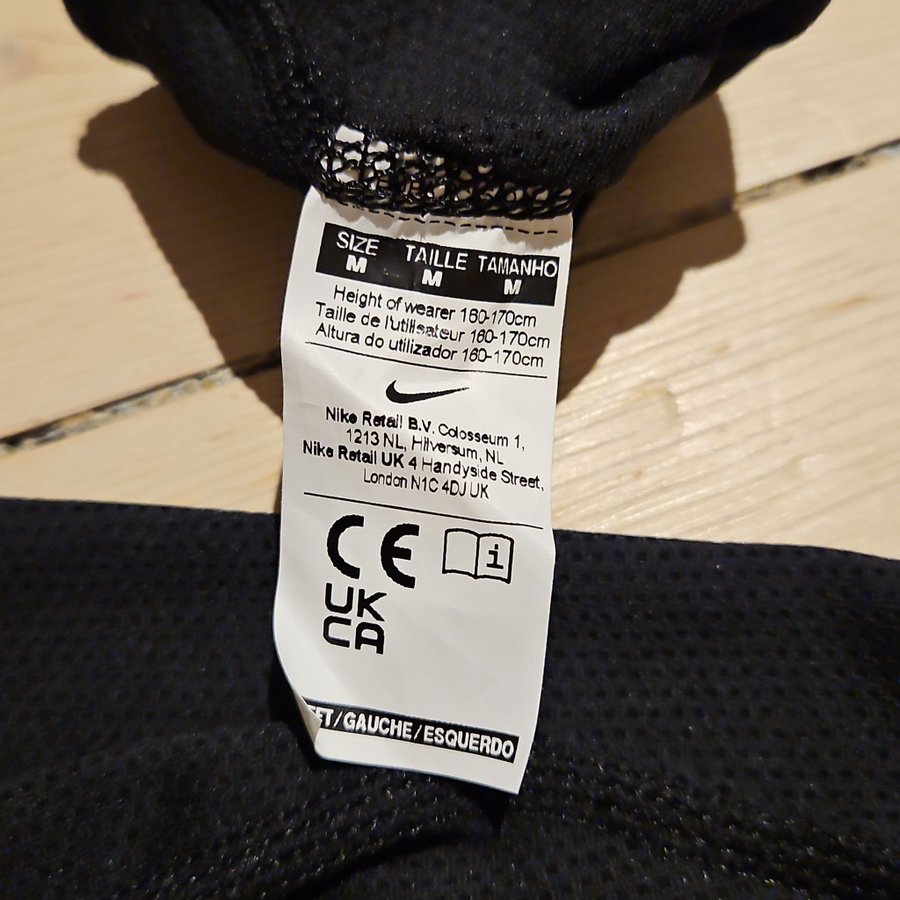 SIZE TAILLE TAMANHO
M M M
Height of wearer 160-170cm
Taille de l'utilisateur 160-170cm
Altura do utilizador 160-170cm
Nike Retail B.V. Colosseum 1,
1213 NL, Hilversum, NL
Nike Retail UK 4 Handyside Street,
London N1C 4DJ UK
CE i
UK
CA
/GAUCHE/ESQUERDO